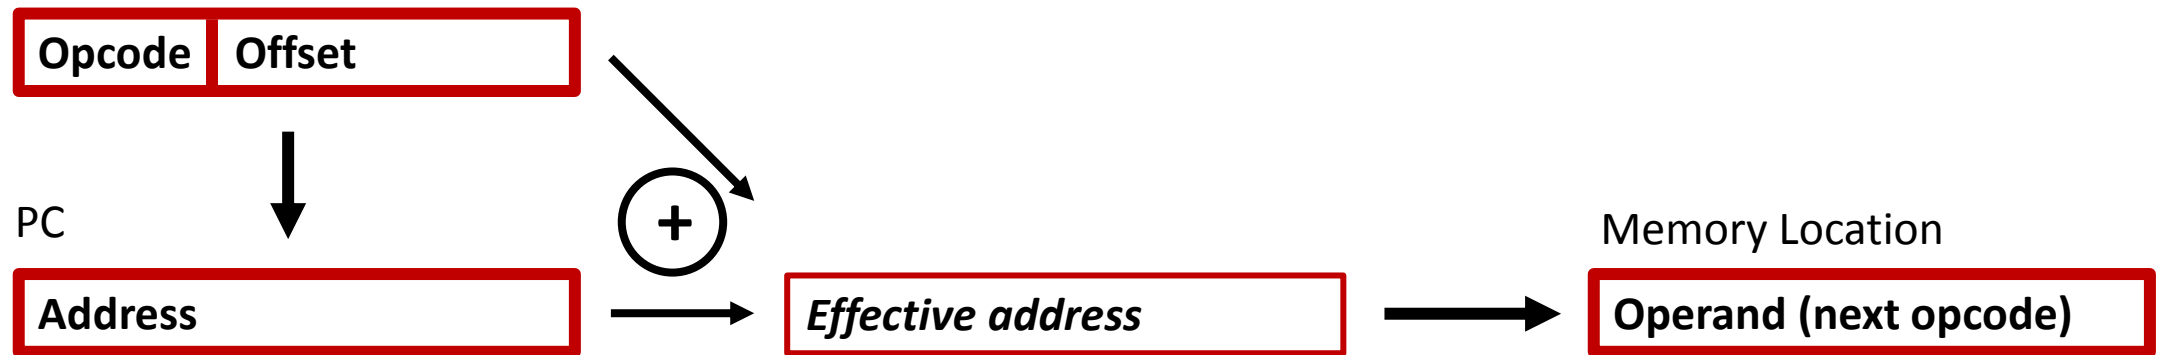 Opcode Offset
PC
+
Memory Location
Address
Effective address
Operand (next opcode)